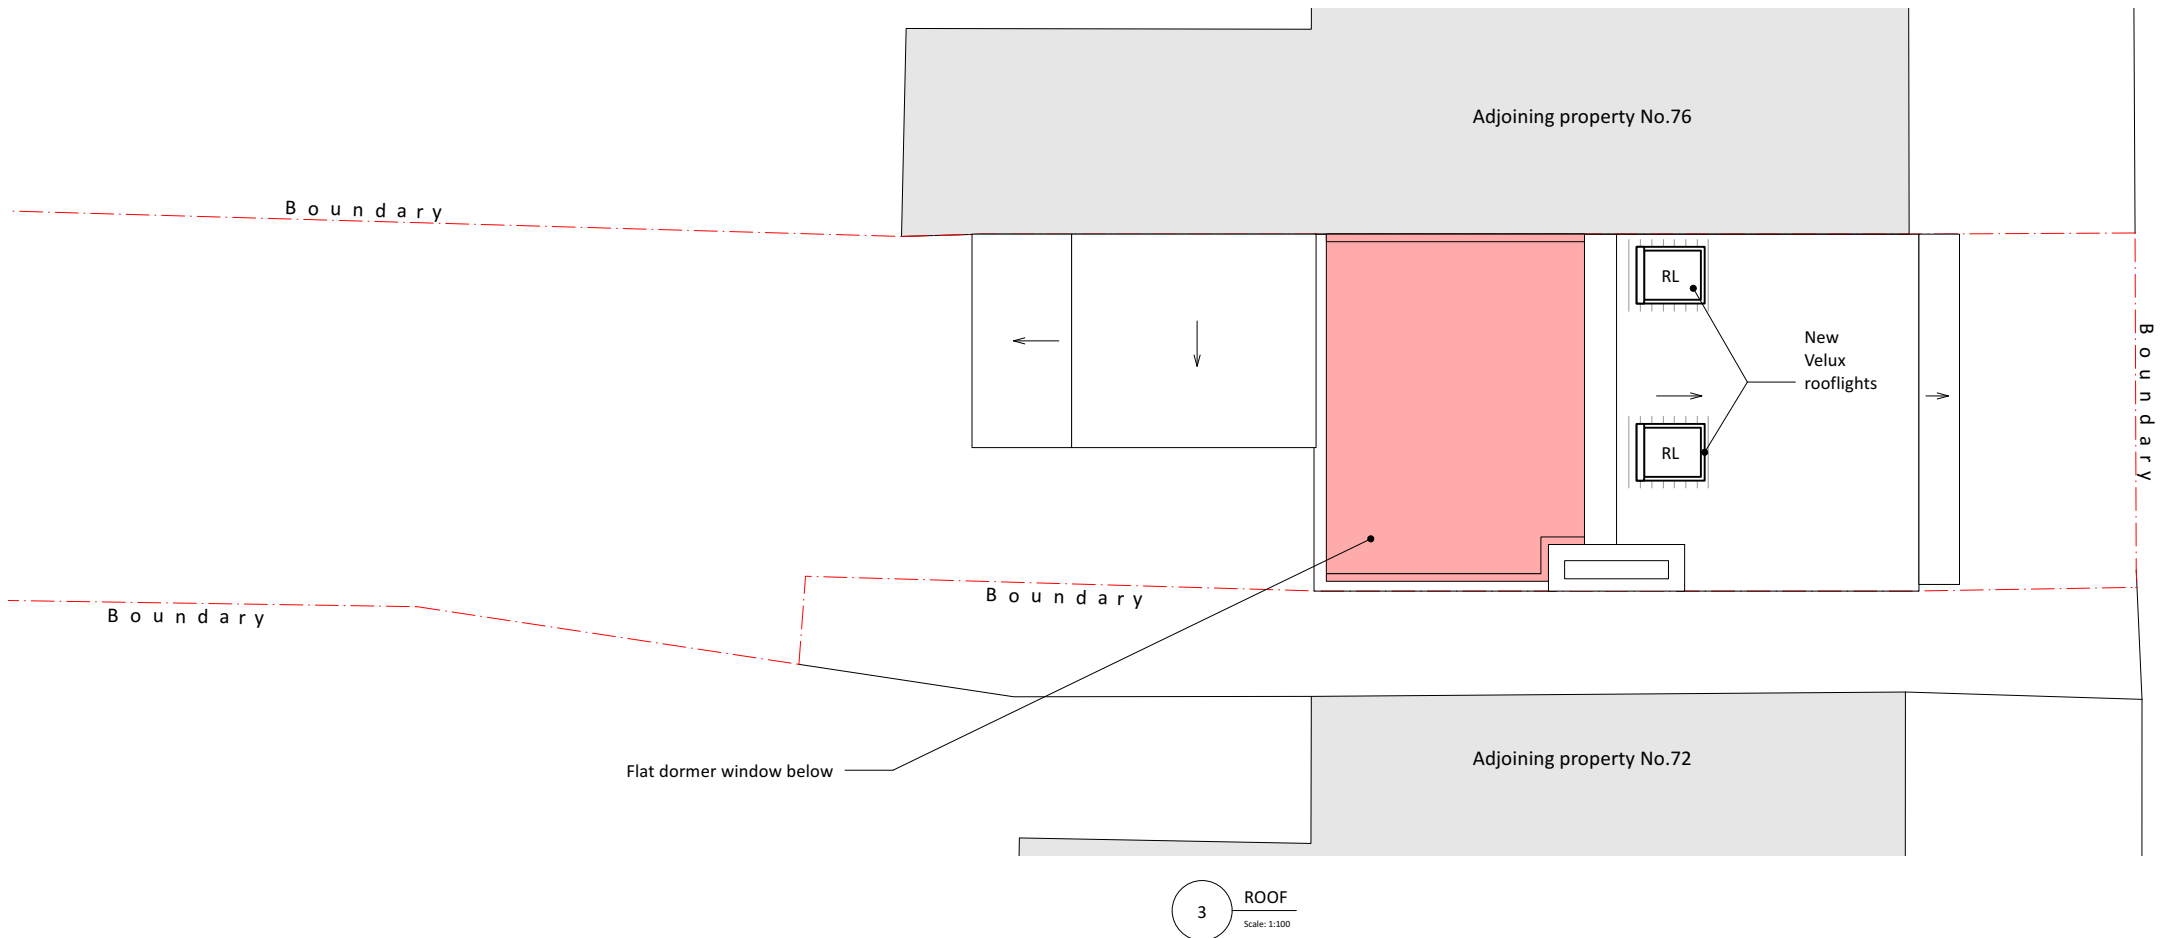 Adjoining property No.76
Boundary
RL
New
Velux
rooflights
Boundary
RL
Boundary
Boundary
Flat dormer window below
Adjoining property No.72
3
ROOF
Scale: 1:100